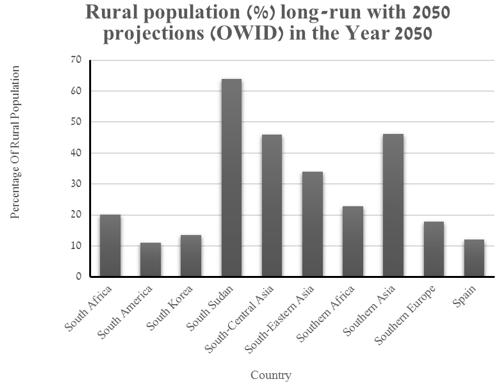 Rural population (%) long-run with 2050
projections (OWID) in the Year 2050
Percentage Of Rural Population
70
60
50
40
30
20
10
0
South Africa
South America
South Korea
South Sudan
South-Central Asia
South-Eastern Asia
Southern Africa
Southern Asia
Southern Europe
Spain
Country